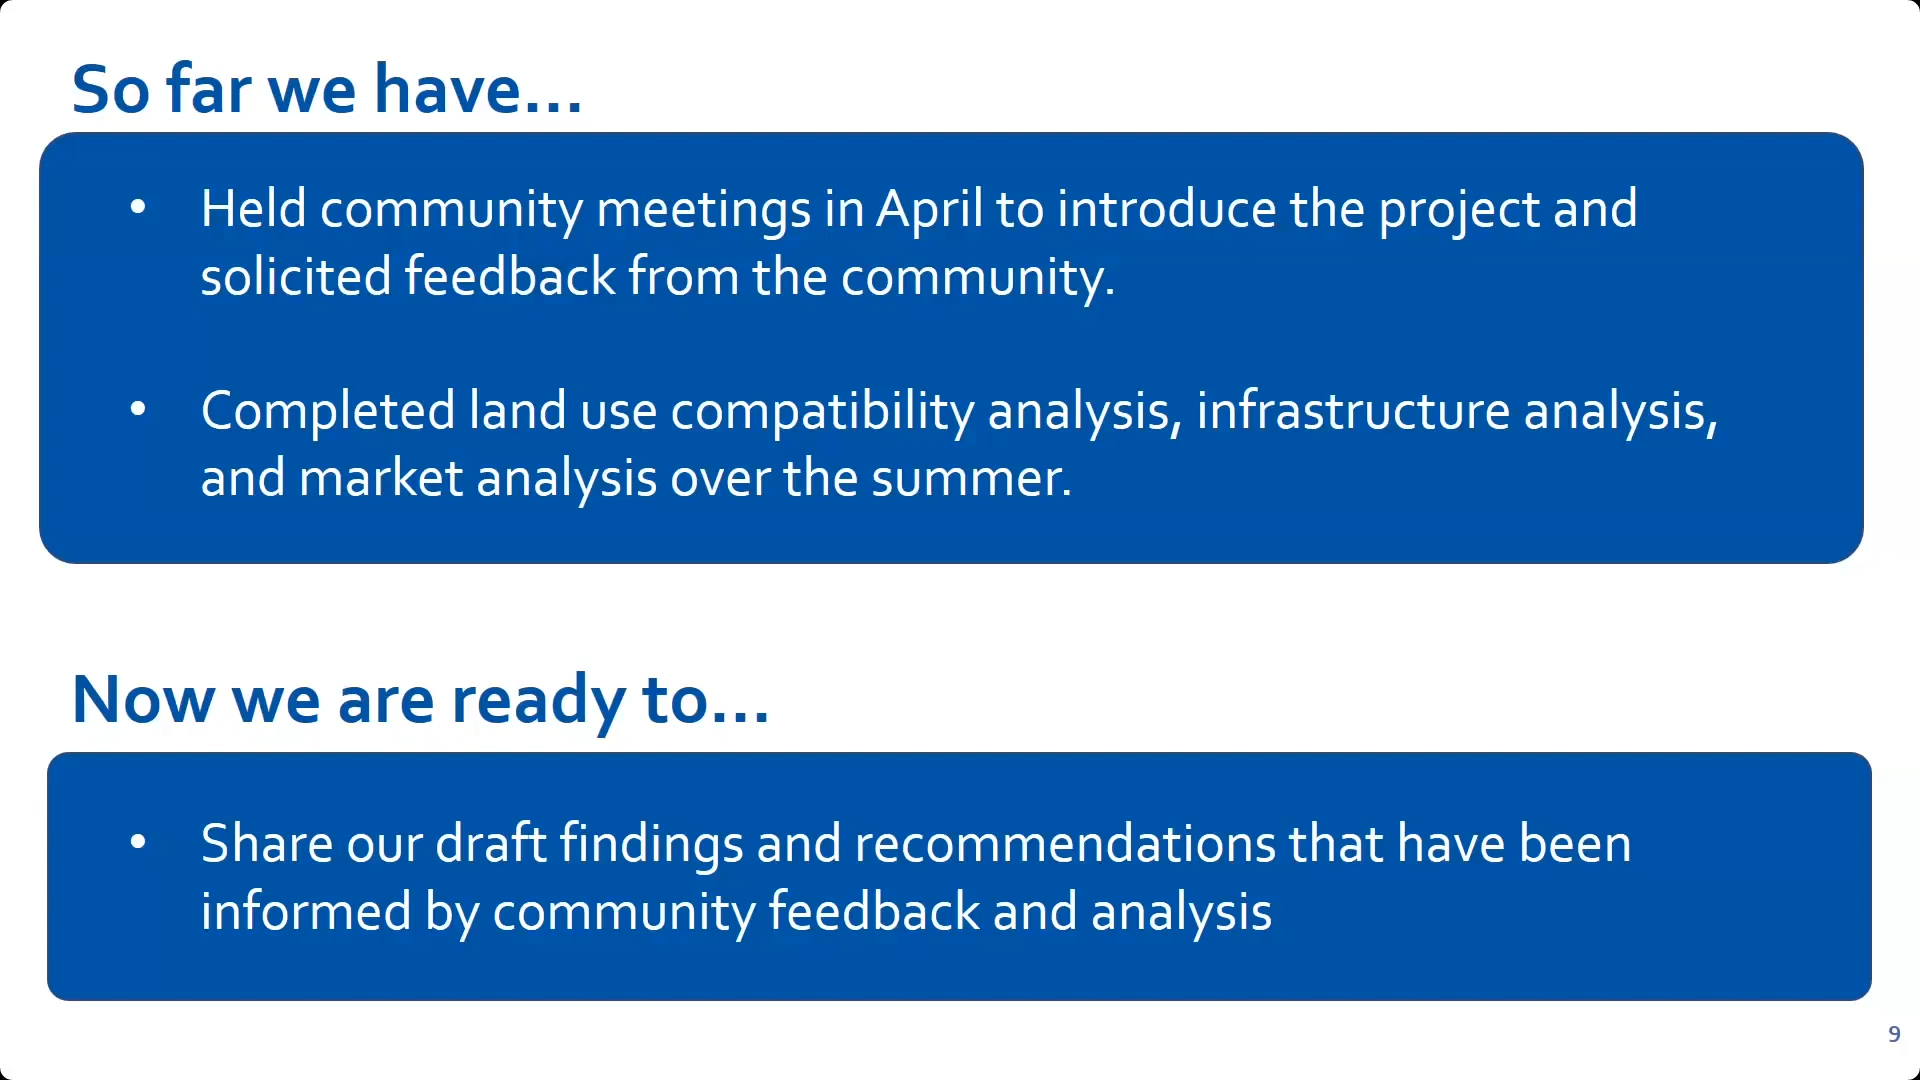 So far we have...
• Held community meetings in April to introduce the project and
solicited feedback from the community.
• Completed land use compatibility analysis, infrastructure analysis,
and market analysis over the summer.
Now we are ready to...
• Share our draft findings and recommendations that have been
informed by community feedback and analysis
9